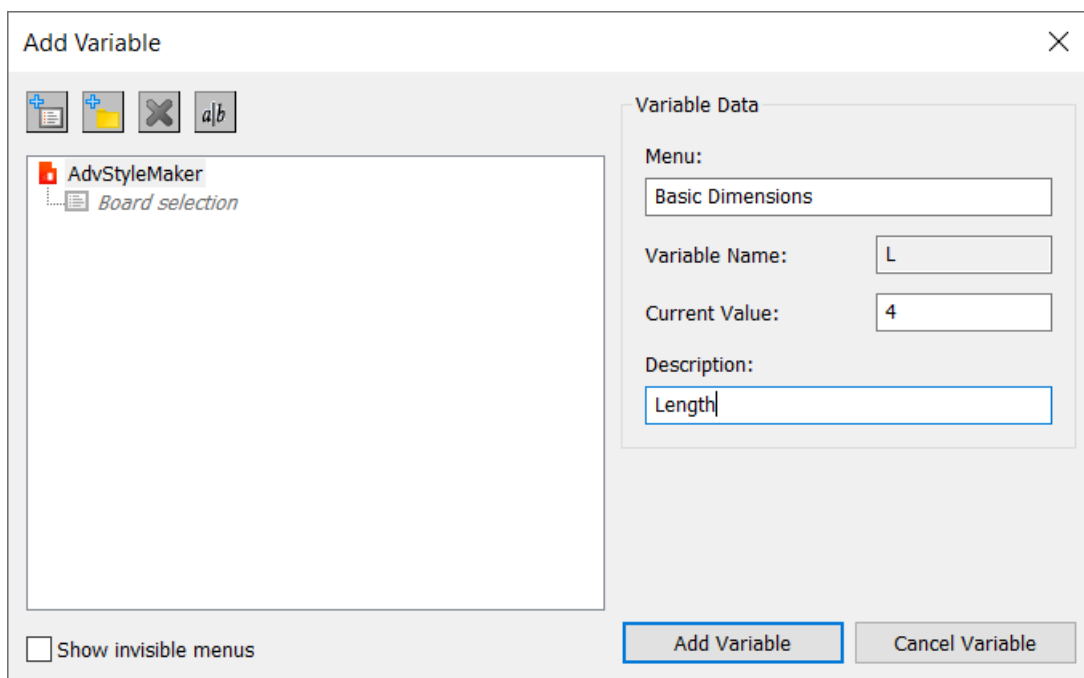 Add Variable
a|b
AdvStyleMaker
Board selection
Show invisible menus
Variable Data
Menu:
Basic Dimensions
Variable Name:
L
Current Value:
4
Description:
Length
Add Variable
Cancel Variable